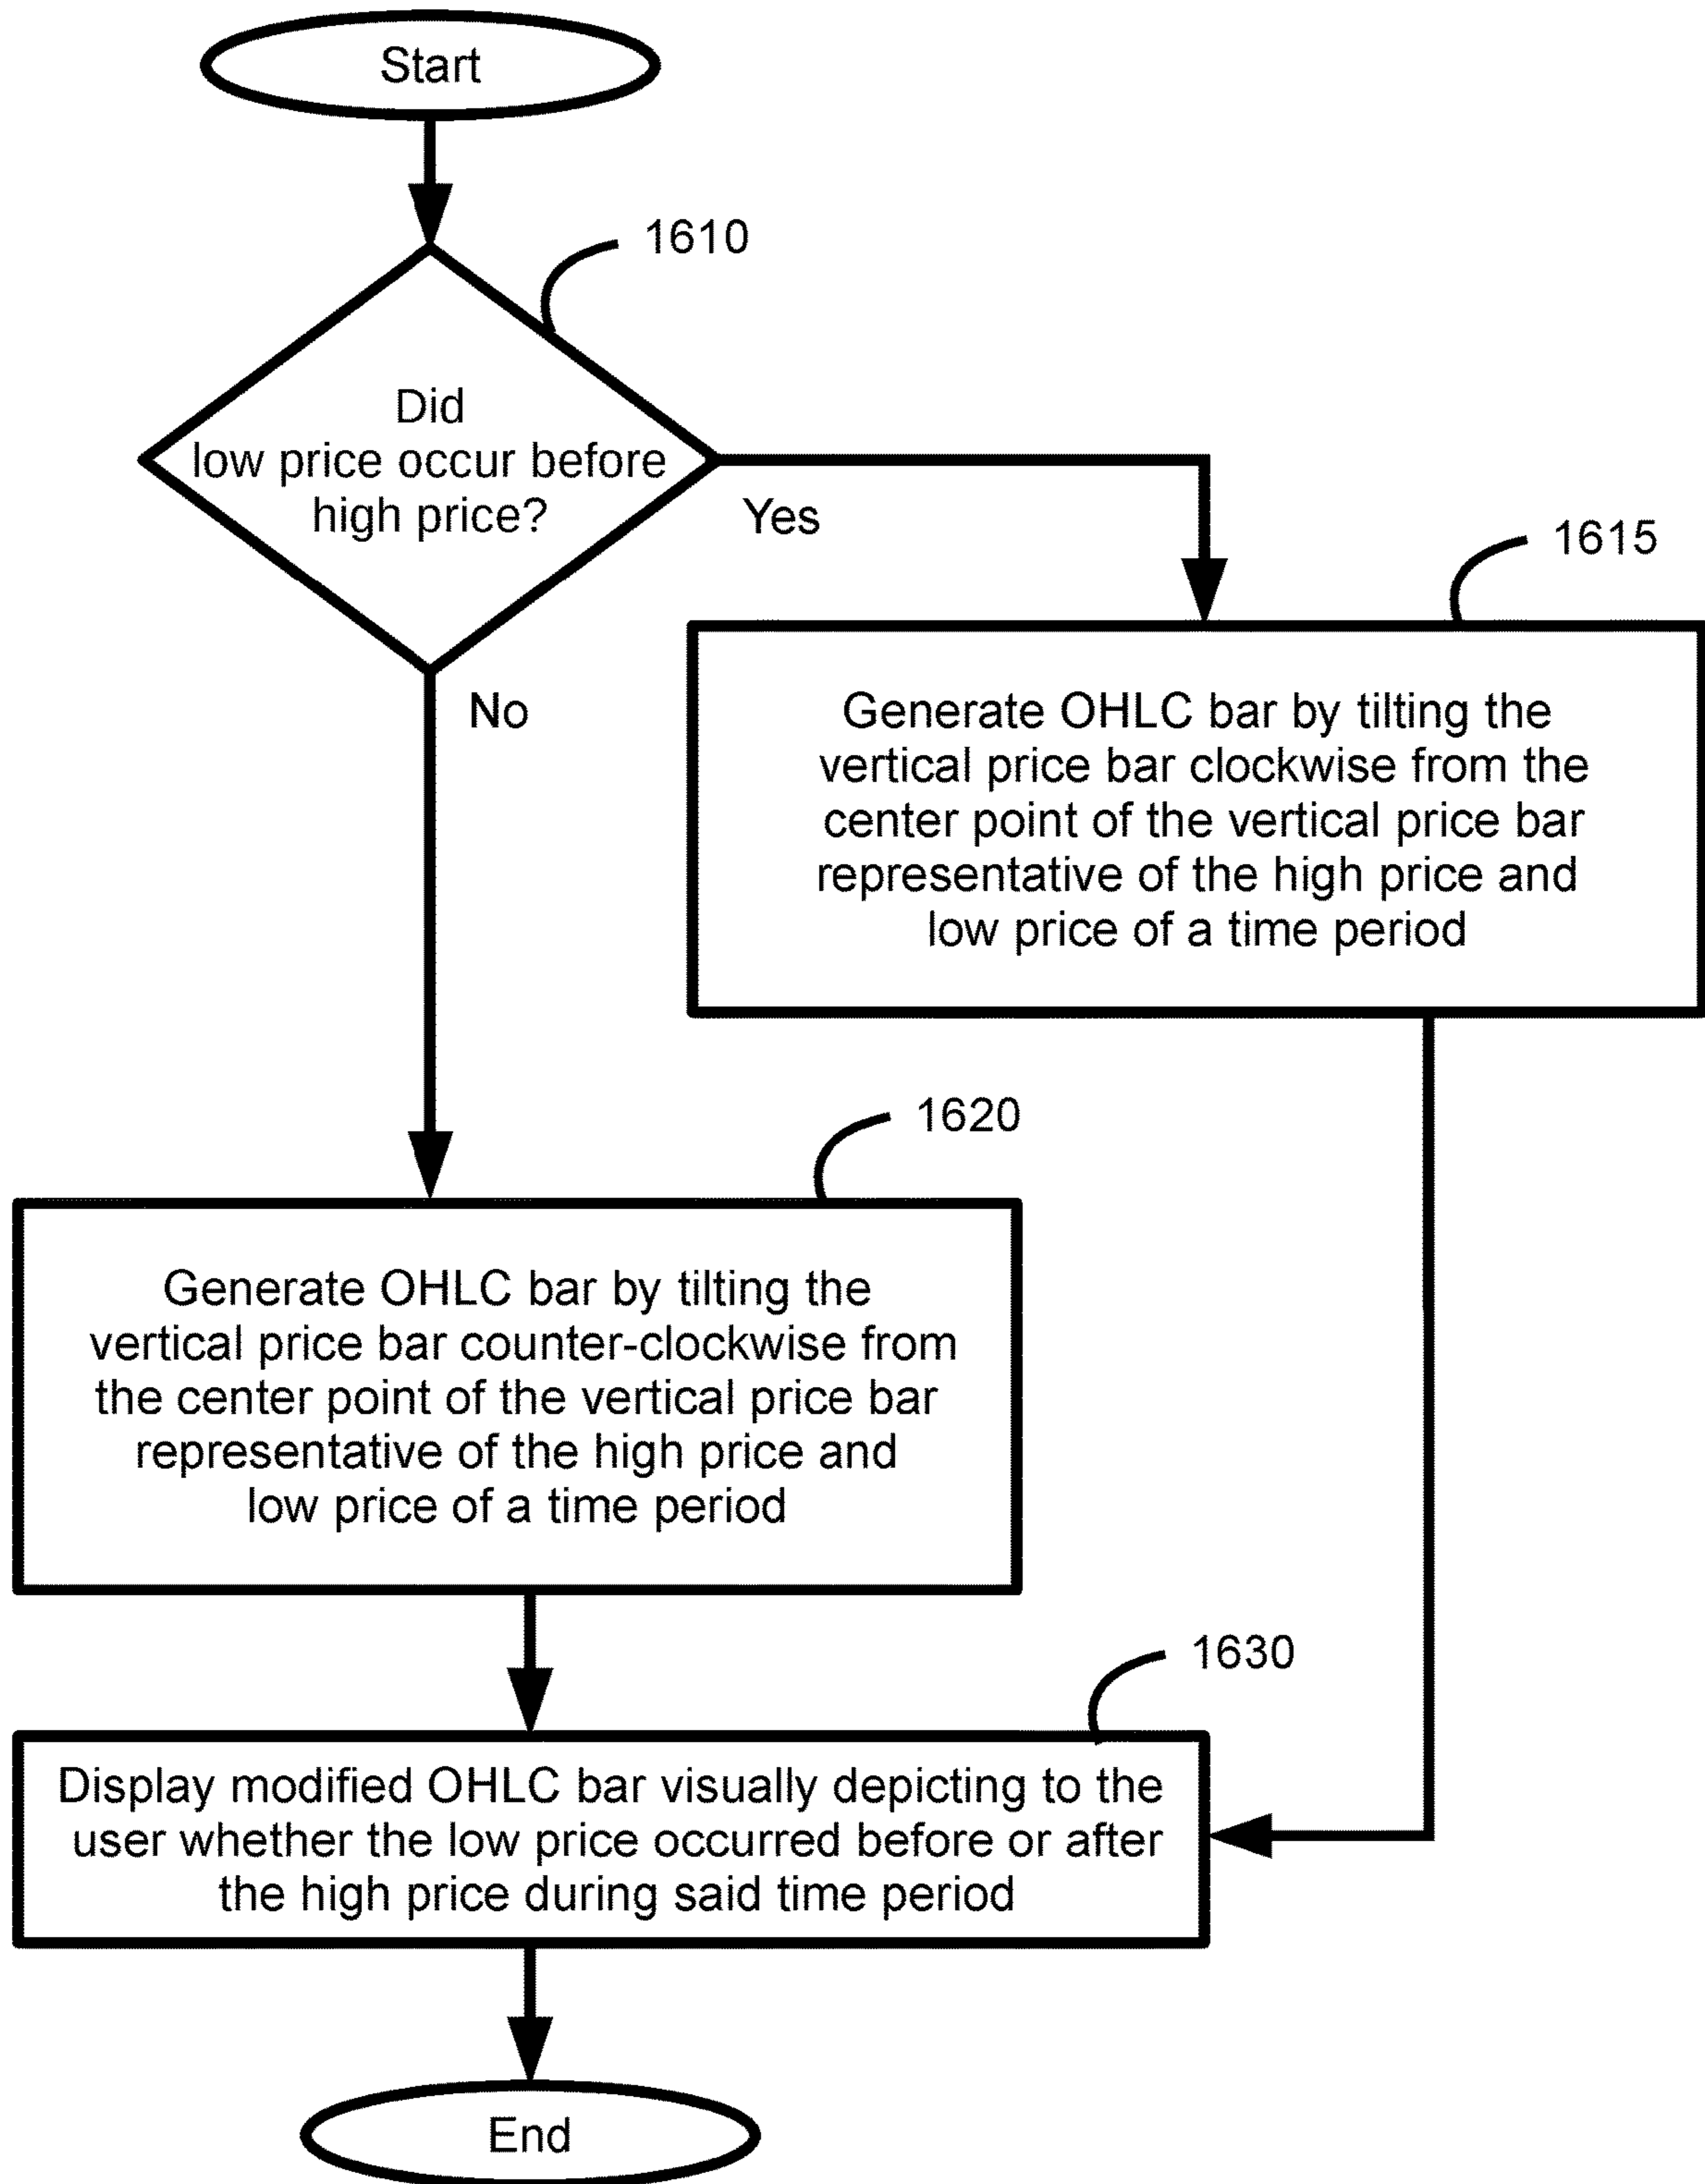 Start
1610
Did
low price occur before
high price?
Yes
No
1615
Generate OHLC bar by tilting the
vertical price bar clockwise from the
center point of the vertical price bar
representative of the high price and
low price of a time period
1620
Generate OHLC bar by tilting the
vertical price bar counter-clockwise from
the center point of the vertical price bar
representative of the high price and
low price of a time period
1630
Display modified OHLC bar visually depicting to the
user whether the low price occurred before or after
the high price during said time period
End